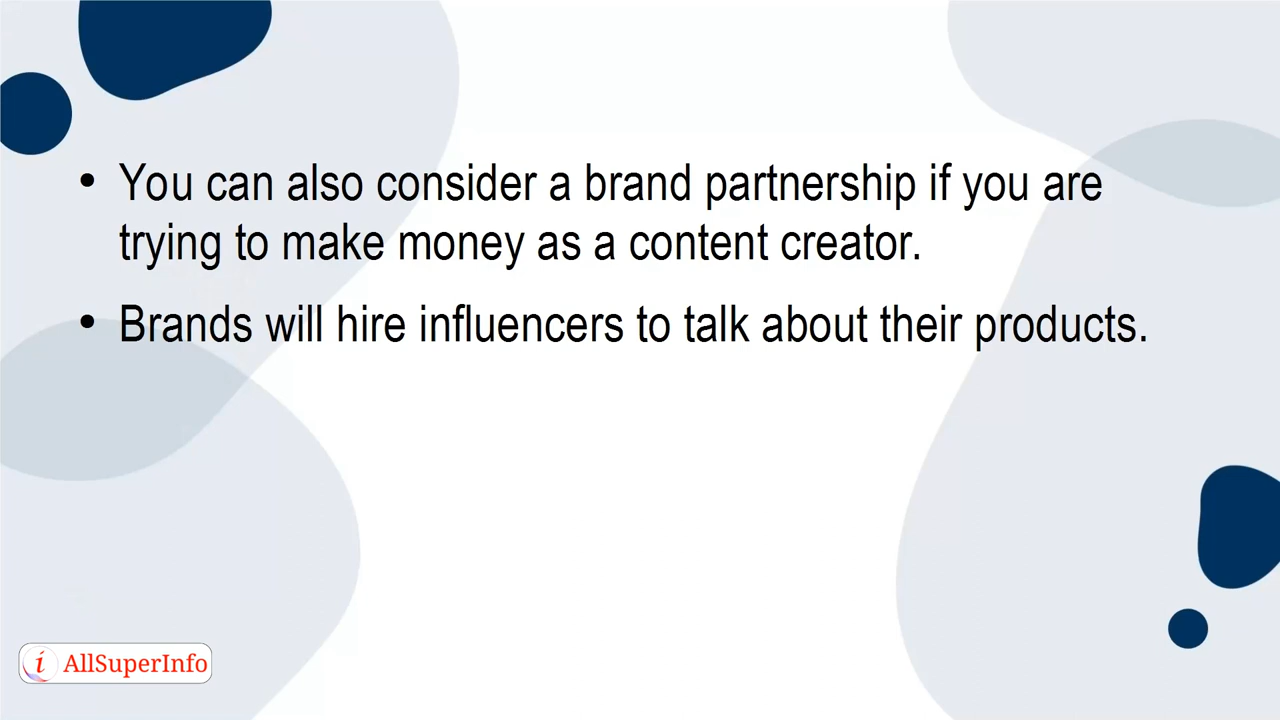 • You can also consider a brand partnership if you are
trying to make money as a content creator.
• Brands will hire influencers to talk about their products.
i AllSuperInfo